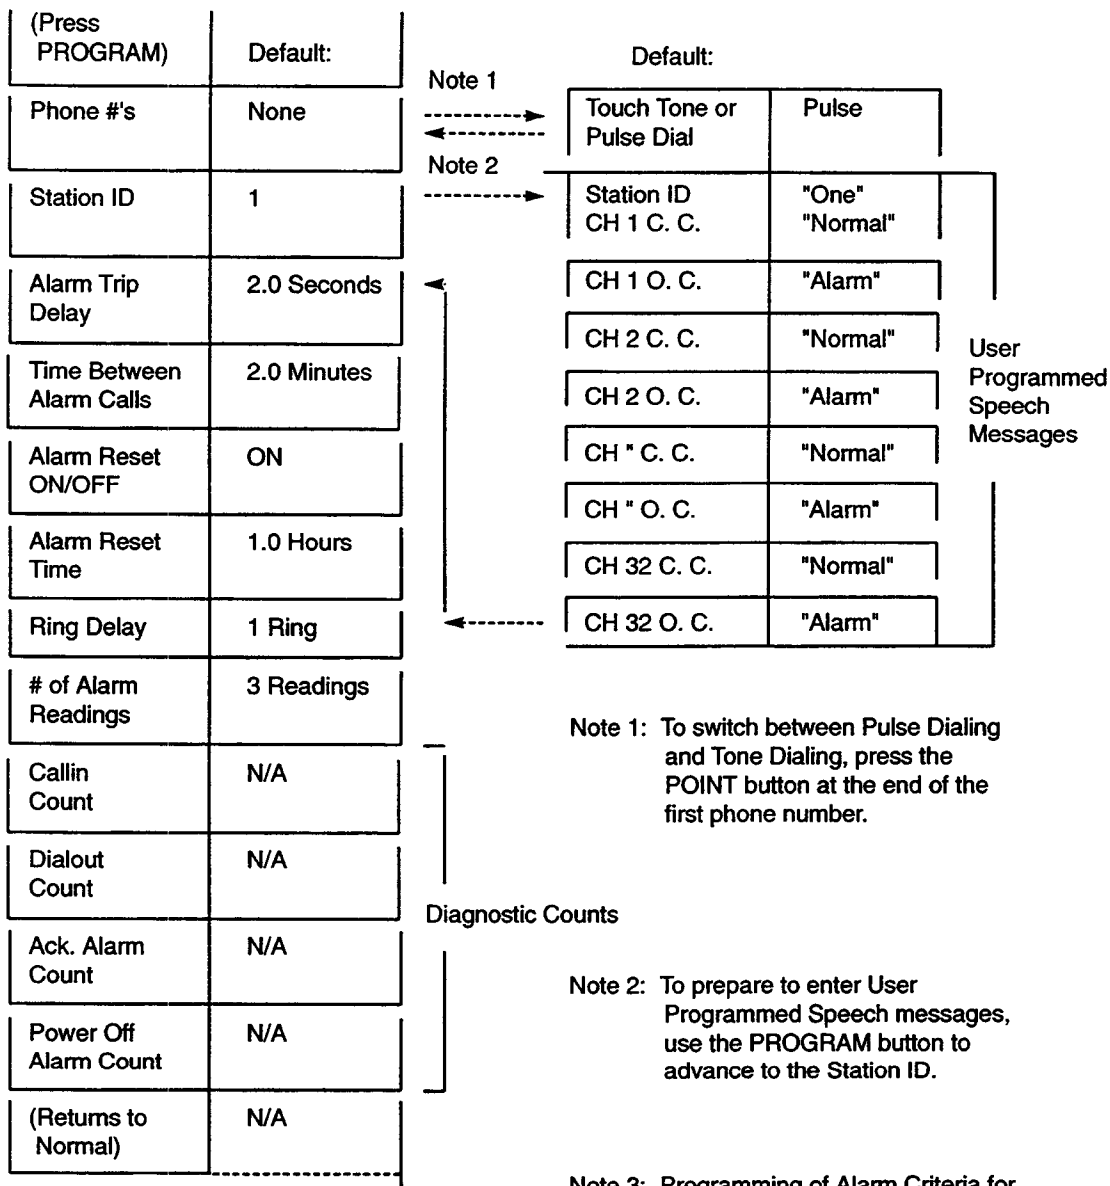 (Press
PROGRAM)
Default:
Phone #'s
None
Station ID
1
Alarm Trip
Delay
2.0 Seconds
Time Between
Alarm Calls
2.0 Minutes
Alarm Reset
ON/OFF
ON
Alarm Reset
Time
1.0 Hours
Ring Delay
1 Ring
# of Alarm
Readings
3 Readings
Callin
Count
N/A
Dialout
Count
N/A
Ack. Alarm
Count
N/A
Power Off
Alarm Count
N/A
(Returns to
Normal)
N/A
Diagnostic Counts
Note 1
Note 2
Default:
Touch Tone or
Pulse Dial
Pulse
Station ID
"One"
CH 1 C. C.
"Normal"
CH 1 O. C.
"Alarm"
CH 2 C. C.
"Normal"
CH 2 O. C.
"Alarm"
CH " C. C.
"Normal"
CH " O. C.
"Alarm"
CH 32 C. C.
"Normal"
CH 32 O. C.
"Alarm"
User
Programmed
Speech
Messages
Note 1: To switch between Pulse Dialing
and Tone Dialing, press the
POINT button at the end of the
first phone number.
Note 2: To prepare to enter User
Programmed Speech messages,
use the PROGRAM button to
advance to the Station ID.
Note 3: Programming of Alarm Criteria for